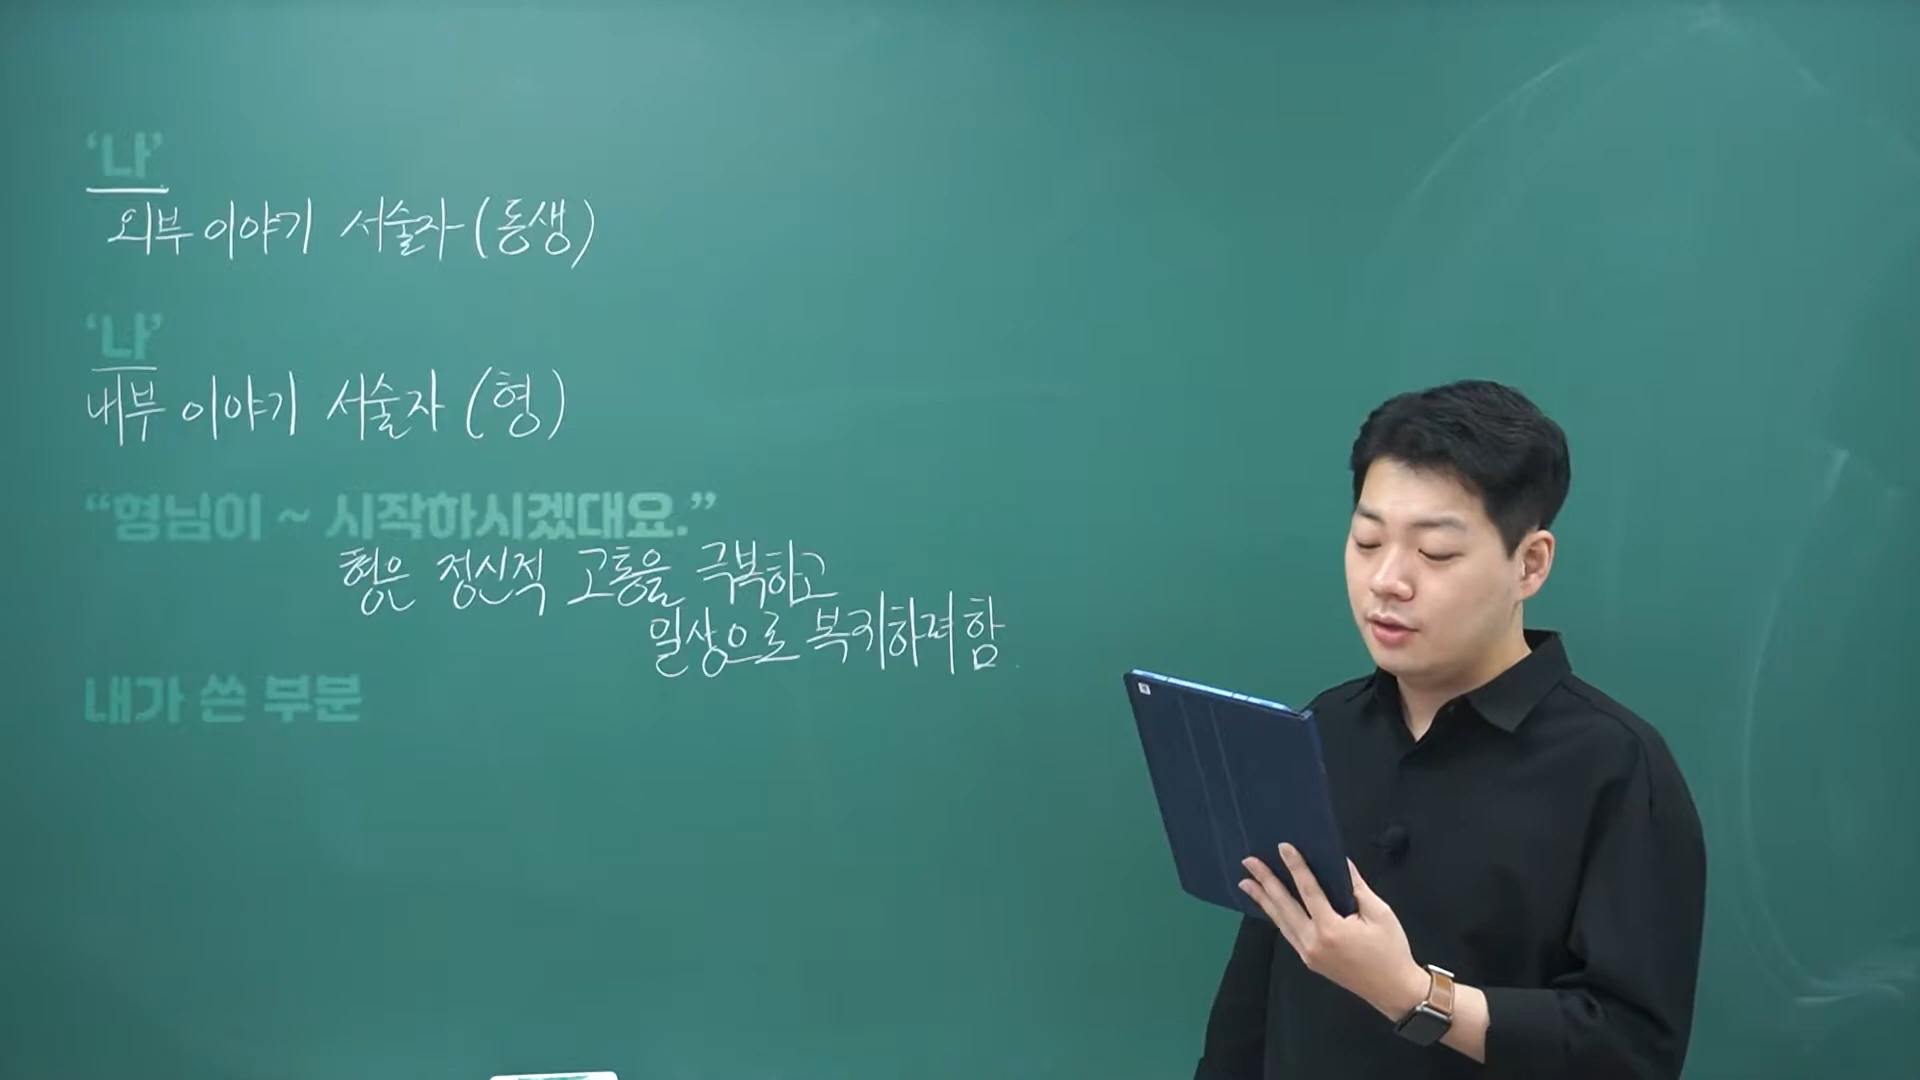 ‘나’
외부 이야기 서술자 (동생)
‘나’
내부 이야기 서술자 (형)
“형님이 ~ 시작하시겠대요.”
형은 정신적 고통을 극복하고
일상으로 복귀하려 함.
내가 쓴 부분